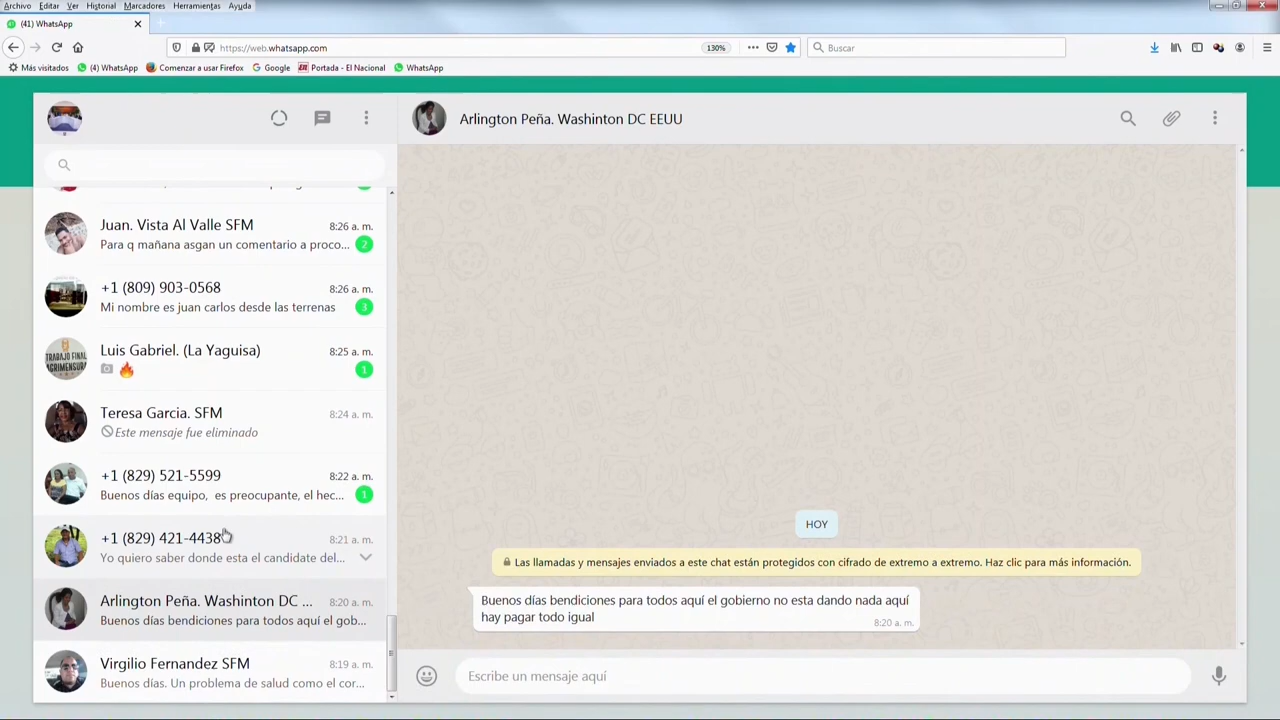 Archivo Editar Ver Historial Marcadores Herramientas Ayuda
(41) WhatsApp
https://web.whatsapp.com 130% Buscar
Más visitados (4) WhatsApp Comenzar a usar Firefox Google Portada - El Nacional WhatsApp
Arlington Peña. Washinton DC EEUU
Juan. Vista Al Valle SFM 8:26 a. m.
Para q mañana asgan un comentario a proco... 2
+1 (809) 903-0568 8:26 a. m.
Mi nombre es juan carlos desde las terrenas 3
TRABAJO FINAL
AGRIMENSURA
Luis Gabriel. (La Yaguisa) 8:25 a. m.
1
Teresa Garcia. SFM 8:24 a. m.
Este mensaje fue eliminado
+1 (829) 521-5599 8:22 a. m.
Buenos días equipo, es preocupante, el hec... 1
+1 (829) 421-4438 8:21 a. m.
Yo quiero saber donde esta el candidate del...
Arlington Peña. Washinton DC ... 8:20 a. m.
Buenos días bendiciones para todos aquí el gob...
Virgilio Fernandez SFM 8:19 a. m.
Buenos días. Un problema de salud como el cor...
HOY
Las llamadas y mensajes enviados a este chat están protegidos con cifrado de extremo a extremo. Haz clic para más información.
Buenos días bendiciones para todos aquí el gobierno no esta dando nada aquí
hay pagar todo igual
8:20 a. m.
Escribe un mensaje aquí